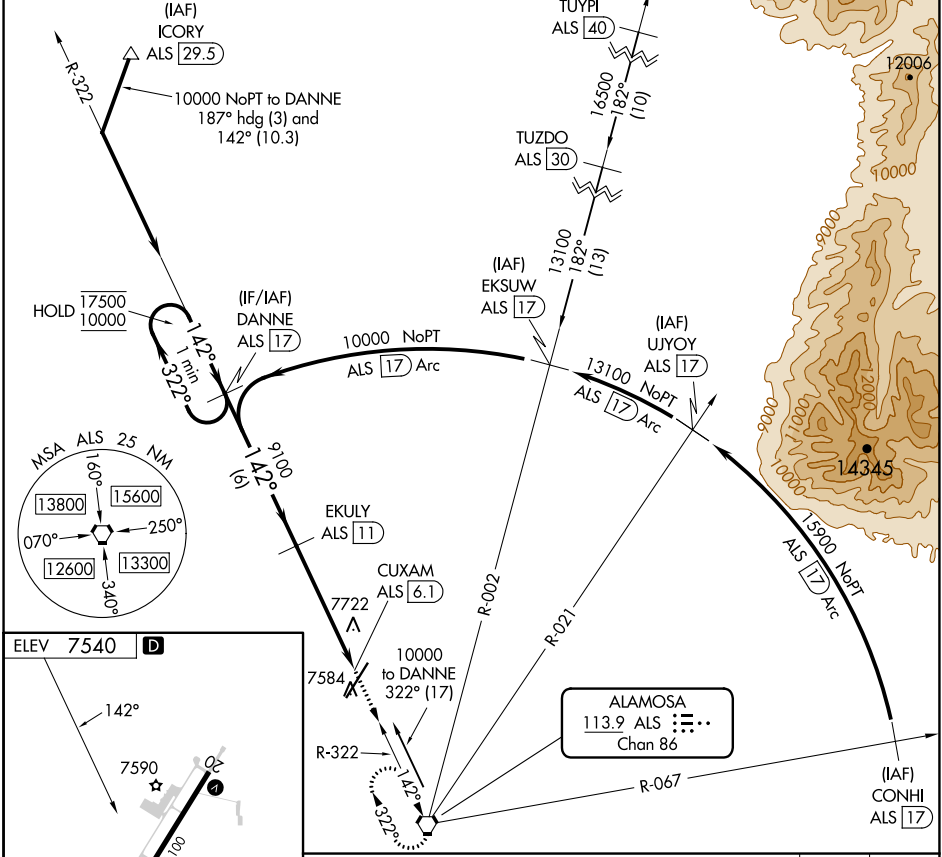 (IAF)
ICORY
ALS 29.5
R-322
10000 NoPT to DANNE
187° hdg (3) and
142° (10.3)
TUYPI
ALS 40
16500
182°
(10)
TUZDO
ALS 30
13100
182°
(13)
12006
10000
9000
(IAF)
EKSUW
ALS 17
(IAF)
UJYOY
ALS 17
HOLD 17500
10000
142°
1 min
322°
(IF/IAF)
DANNE
ALS 17
10000 NoPT
ALS 17 Arc
13100 NoPT
ALS 17 Arc
9000
10000
11000
12000
14345
15900 NoPT
ALS 17 Arc
9100
142°
(6)
MSA ALS 25 NM
160°
13800
15600
070°
250°
12600
13300
340°
EKULY
ALS 11
CUXAM
ALS 6.1
7722
7584
10000
to DANNE
322° (17)
R-322
142°
322°
R-002
R-021
R-067
ALAMOSA
113.9 ALS
Chan 86
(IAF)
CONHI
ALS 17
ELEV 7540 D
142°
7590
20
V
100